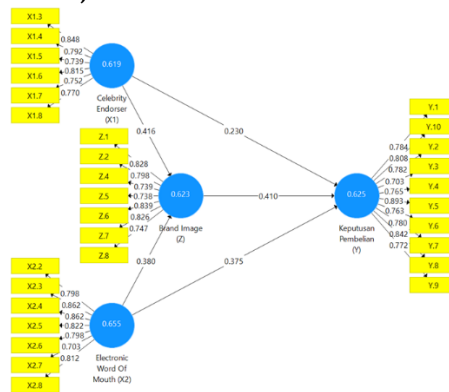 X1.3
X1.4
X1.5
X1.6
X1.7
X1.8
0.848
0.792
0.739
0.815
0.752
0.770
0.619
Celebrity
Endorser
(X1)
0.416
0.230
Z.1
Z.2
Z.4
Z.5
Z.6
Z.7
Z.8
0.828
0.798
0.739
0.738
0.839
0.826
0.747
0.623
Brand Image
(Z)
0.410
Y.1
Y.10
Y.2
Y.3
Y.4
Y.5
Y.6
Y.7
Y.8
Y.9
0.784
0.808
0.782
0.703
0.765
0.893
0.763
0.780
0.842
0.772
0.625
Keputusan
Pembelian
(Y)
0.380
0.375
X2.2
X2.3
X2.4
X2.5
X2.6
X2.7
X2.8
0.798
0.862
0.862
0.822
0.798
0.703
0.812
0.655
Electronic
Word Of
Mouth (X2)